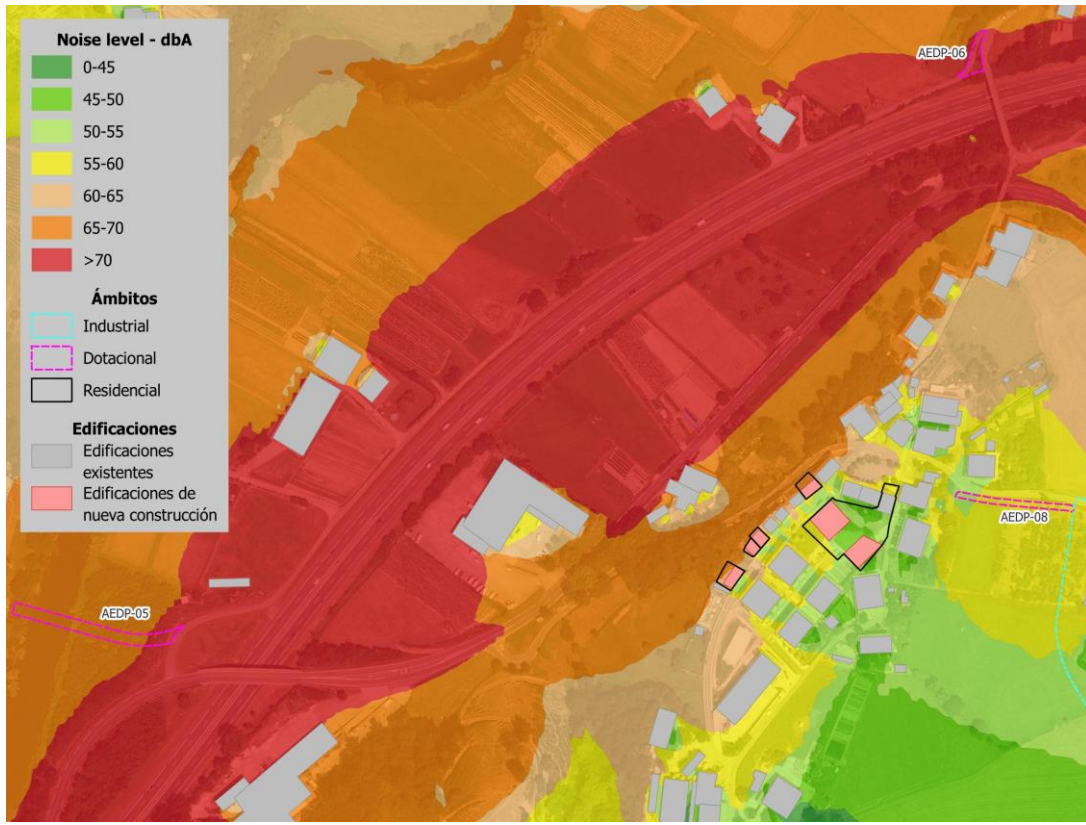 Noise level - dbA
0-45
45-50
50-55
55-60
60-65
65-70
>70
Ámbitos
Industrial
Dotacional
Residencial
Edificaciones
Edificaciones
existentes
Edificaciones de
nueva construcción
AEDP-06
AEDP-08
AEDP-05